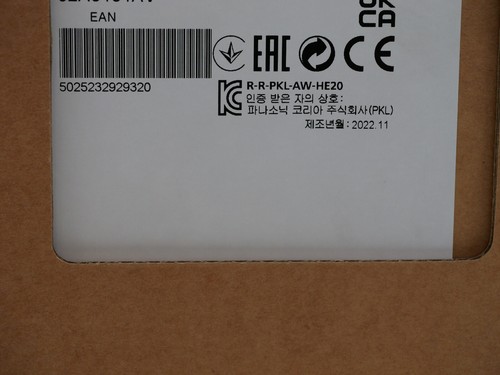 EAN
5025232929320
UK
CA
EAC
CE
R-R-PKL-AW-HE20
인증 받은 자의 상호:
파나소닉 코리아 주식회사(PKL)
제조년월: 2022.11